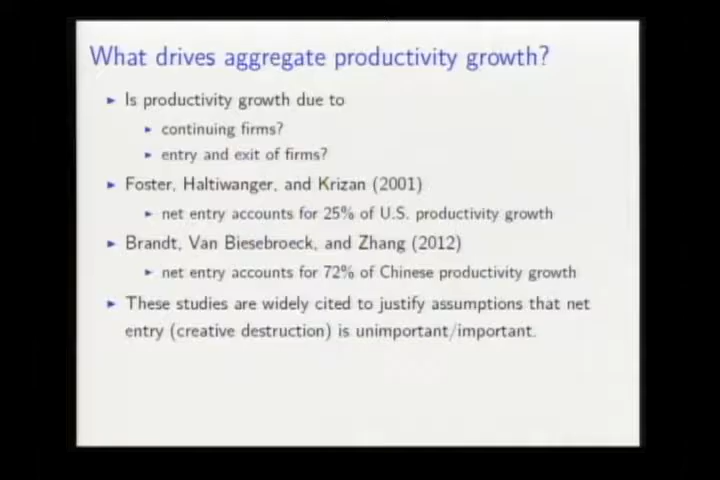 What drives aggregate productivity growth?
► Is productivity growth due to
► continuing firms?
► entry and exit of firms?
► Foster, Haltiwanger, and Krizan (2001)
► net entry accounts for 25% of U.S. productivity growth
► Brandt, Van Biesebroeck, and Zhang (2012)
► net entry accounts for 72% of Chinese productivity growth
► These studies are widely cited to justify assumptions that net
entry (creative destruction) is unimportant/important.